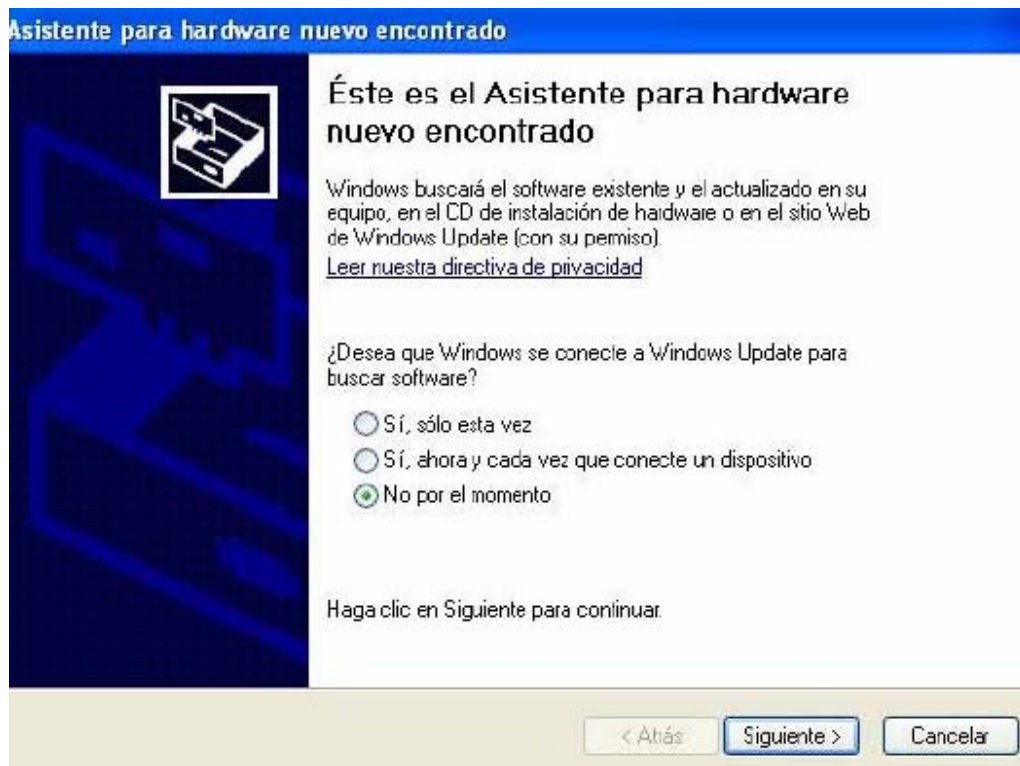 Asistente para hardware nuevo encontrado
Éste es el Asistente para hardware
nuevo encontrado
Windows buscará el software existente y el actualizado en su
equipo, en el CD de instalación de hardware o en el sitio Web
de Windows Update (con su permiso).
Leer nuestra directiva de privacidad
¿Desea que Windows se conecte a Windows Update para
buscar software?
Sí, sólo esta vez
Sí, ahora y cada vez que conecte un dispositivo
No por el momento
Haga clic en Siguiente para continuar.
< Atrás
Siguiente >
Cancelar